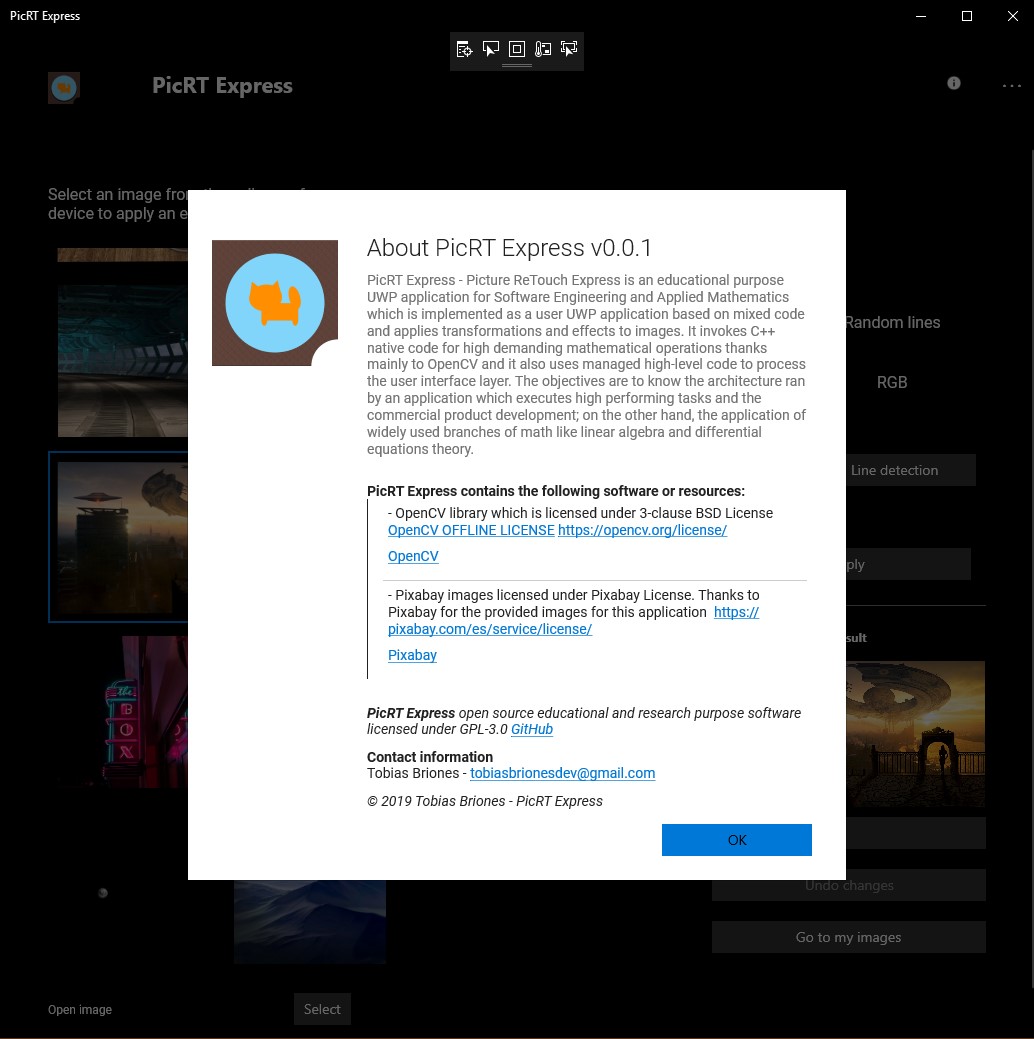 PicRT Express
PicRT Express
Select an image from
device to apply an e
About PicRT Express v0.0.1
PicRT Express - Picture ReTouch Express is an educational purpose
UWP application for Software Engineering and Applied Mathematics
which is implemented as a user UWP application based on mixed code
and applies transformations and effects to images. It invokes C++
native code for high demanding mathematical operations thanks
mainly to OpenCV and it also uses managed high-level code to process
the user interface layer. The objectives are to know the architecture ran
by an application which executes high performing tasks and the
commercial product development; on the other hand, the application of
widely used branches of math like linear algebra and differential
equations theory.
PicRT Express contains the following software or resources:
- OpenCV library which is licensed under 3-clause BSD License
OpenCV OFFLINE LICENSE https://opencv.org/license/
OpenCV
- Pixabay images licensed under Pixabay License. Thanks to
Pixabay for the provided images for this application https://
pixabay.com/es/service/license/
Pixabay
PicRT Express open source educational and research purpose software
licensed under GPL-3.0 GitHub
Contact information
Tobias Briones - tobiasbrionesdev@gmail.com
© 2019 Tobias Briones - PicRT Express
OK
Random lines
RGB
Line detection
ply
sult
the
BOX
Undo changes
Go to my images
Open image
Select